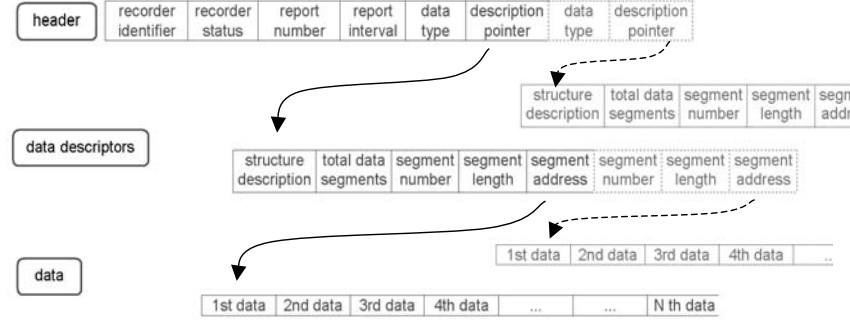 header
recorder identifier
recorder status
report number
report interval
data type
description pointer
data type
description pointer
structure description
total data segments
segment number
segment length
data descriptors
structure description
total data segments
segment number
segment length
segment address
segment number
segment length
segment address
data
1st data 2nd data 3rd data 4th data ..
1st data 2nd data 3rd data 4th data ... ... N th data